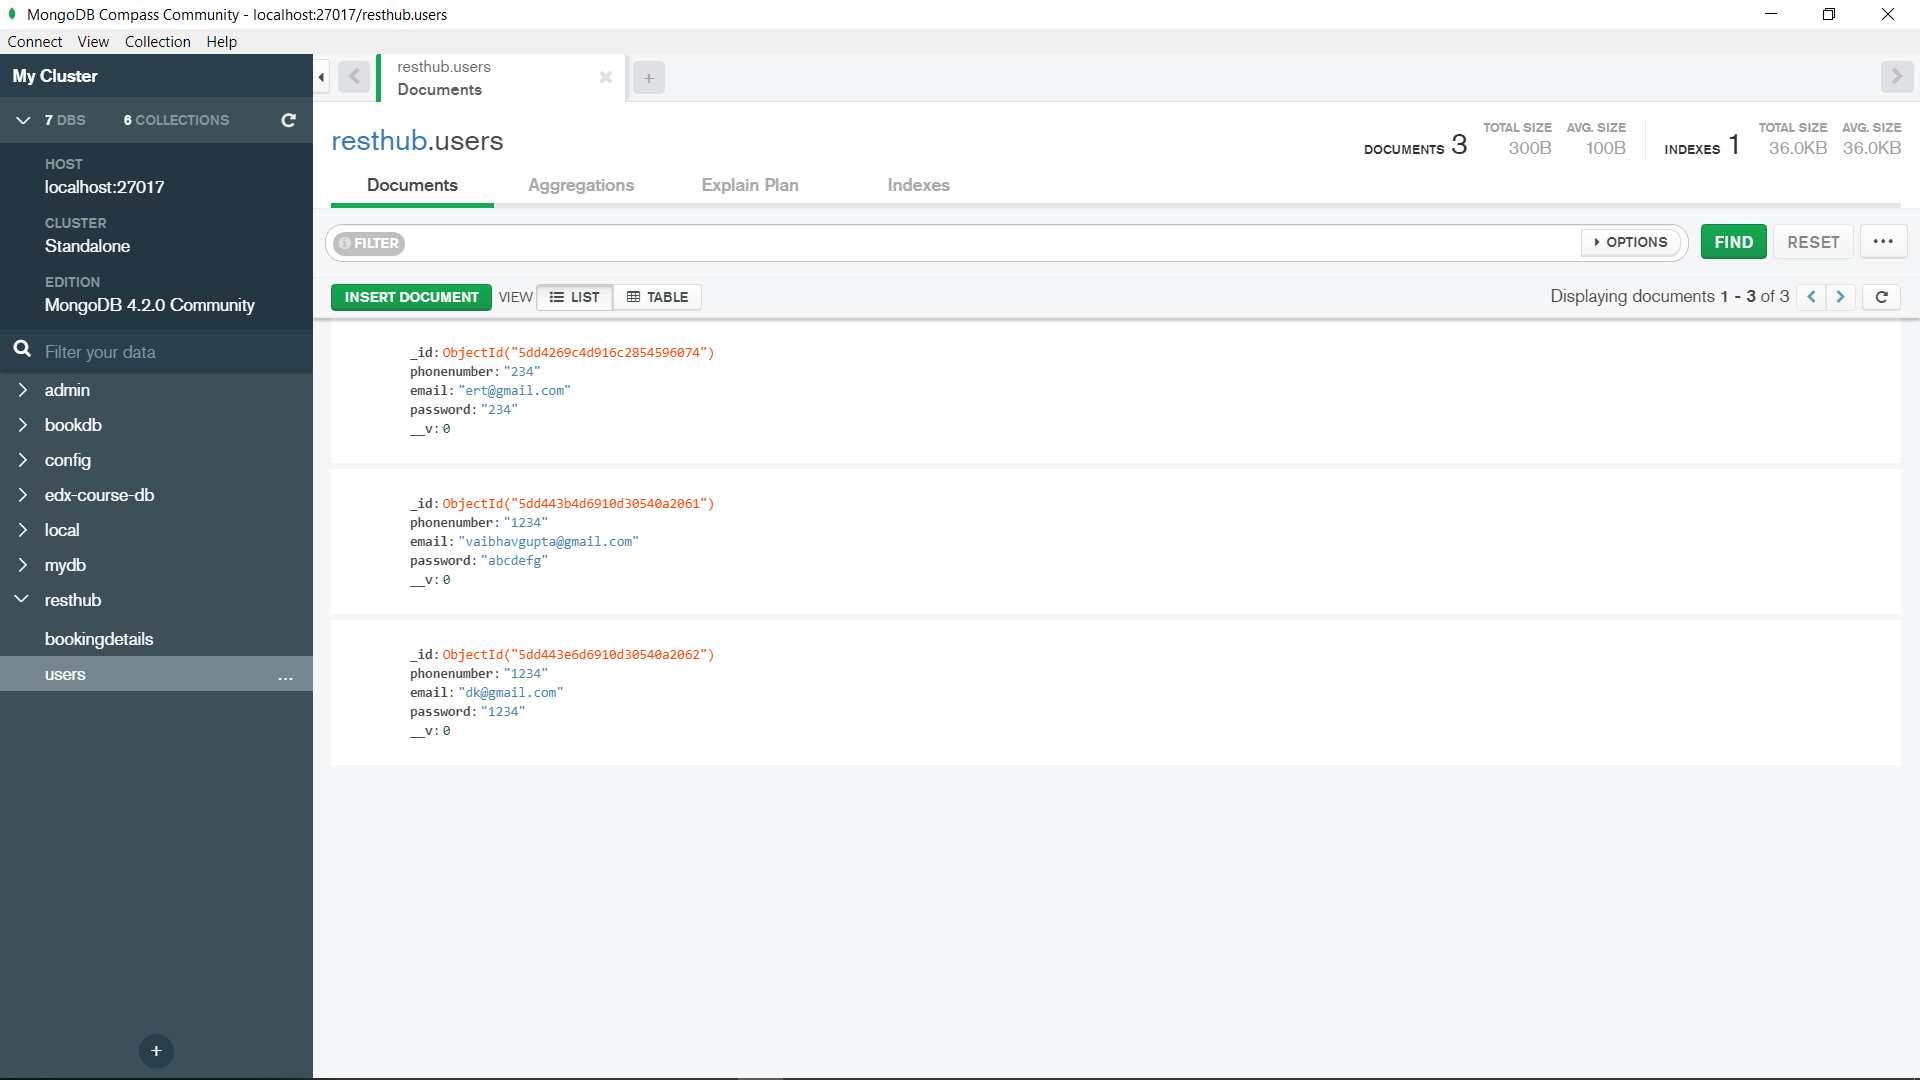 MongoDB Compass Community - localhost:27017/resthub.users
Connect View Collection Help
My Cluster
7 DBS 6 COLLECTIONS
HOST
localhost:27017
CLUSTER
Standalone
EDITION
MongoDB 4.2.0 Community
Filter your data
admin
bookdb
config
edx-course-db
local
mydb
resthub
bookingdetails
users ...
+
resthub.users
Documents
+
resthub.users
DOCUMENTS 3 TOTAL SIZE 300B AVG. SIZE 100B INDEXES 1 TOTAL SIZE 36.0KB AVG. SIZE 36.0KB
Documents Aggregations Explain Plan Indexes
FILTER OPTIONS FIND RESET ...
INSERT DOCUMENT VIEW LIST TABLE Displaying documents 1 - 3 of 3
_id: ObjectId("5dd4269c4d916c2854596074")
phonenumber: "234"
email: "ert@gmail.com"
password: "234"
__v: 0
_id: ObjectId("5dd443b4d6910d30540a2061")
phonenumber: "1234"
email: "vaibhavgupta@gmail.com"
password: "abcdefg"
__v: 0
_id: ObjectId("5dd443e6d6910d30540a2062")
phonenumber: "1234"
email: "dk@gmail.com"
password: "1234"
__v: 0